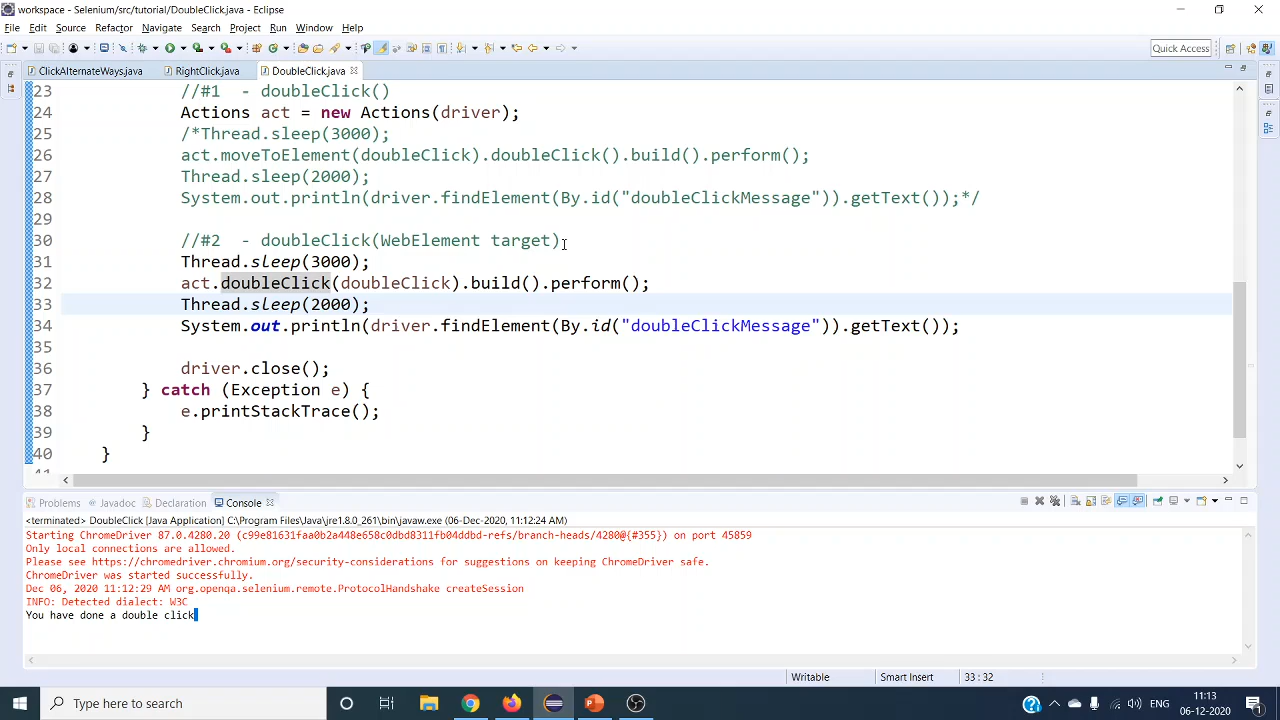 workspace - Selenium/src/tutorial/DoubleClick.java - Eclipse
File Edit Source Refactor Navigate Search Project Run Window Help
Quick Access
ClickAlternateWays.java RightClick.java DoubleClick.java
23 //#1  - doubleClick()
24 Actions act = new Actions(driver);
25 /*Thread.sleep(3000);
26 act.moveToElement(doubleClick).doubleClick().build().perform();
27 Thread.sleep(2000);
28 System.out.println(driver.findElement(By.id("doubleClickMessage")).getText());*/
29
30 //#2  - doubleClick(WebElement target)
31 Thread.sleep(3000);
32 act.doubleClick(doubleClick).build().perform();
33 Thread.sleep(2000);
34 System.out.println(driver.findElement(By.id("doubleClickMessage")).getText());
35
36 driver.close();
37 } catch (Exception e) {
38 e.printStackTrace();
39 }
40 }
41
Problems Javadoc Declaration Console
<terminated> DoubleClick [Java Application] C:\Program Files\Java\jre1.8.0_261\bin\javaw.exe (06-Dec-2020, 11:12:24 AM)
Starting ChromeDriver 87.0.4280.20 (c99e81631faa0b2a448e658c0dbd8311fb04ddbd-refs/branch-heads/4280@{#355}) on port 45859
Only local connections are allowed.
Please see https://chromedriver.chromium.org/security-considerations for suggestions on keeping ChromeDriver safe.
ChromeDriver was started successfully.
Dec 06, 2020 11:12:29 AM org.openqa.selenium.remote.ProtocolHandshake createSession
INFO: Detected dialect: W3C
You have done a double click
Writable Smart Insert 33 : 32
Type here to search
11:13
06-12-2020